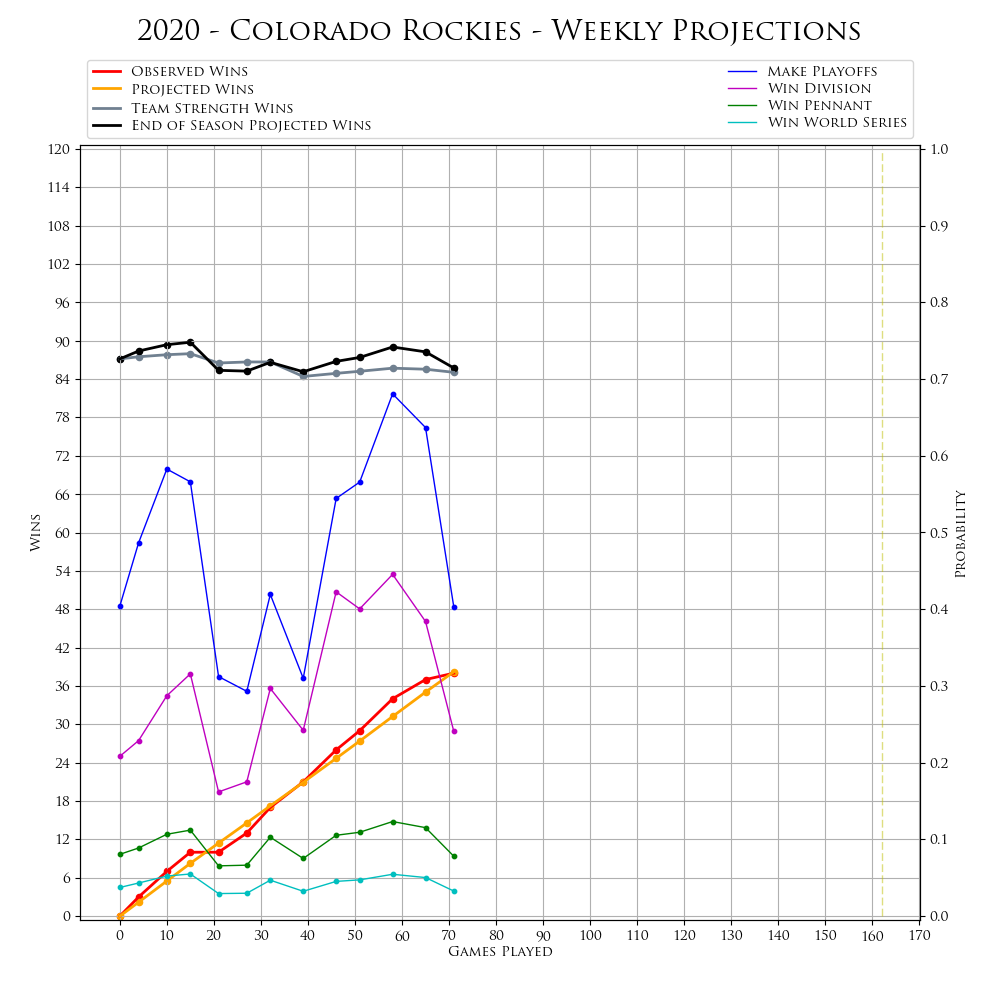 2020 - Colorado Rockies - Weekly Projections
Observed Wins
Projected Wins
Team Strength Wins
End of Season Projected Wins
Make Playoffs
Win Division
Win Pennant
Win World Series
120
114
108
102
96
90
84
78
72
66
60
54
48
42
36
30
24
18
12
6
0
Wins
1.0
0.9
0.8
0.7
0.6
0.5
0.4
0.3
0.2
0.1
0.0
Probability
0 10 20 30 40 50 60 70 80 90 100 110 120 130 140 150 160 170
Games Played